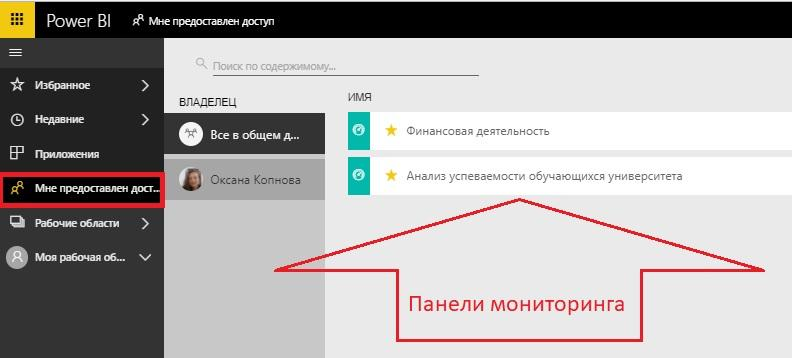 Power BI
Мне предоставлен доступ
Избранное
Недавние
Приложения
Мне предоставлен дост...
Рабочие области
Моя рабочая об...
Поиск по содержимому...
ВЛАДЕЛЕЦ
Все в общем д...
Оксана Копнова
ИМЯ
Финансовая деятельность
Анализ успеваемости обучающихся университета
Панели мониторинга